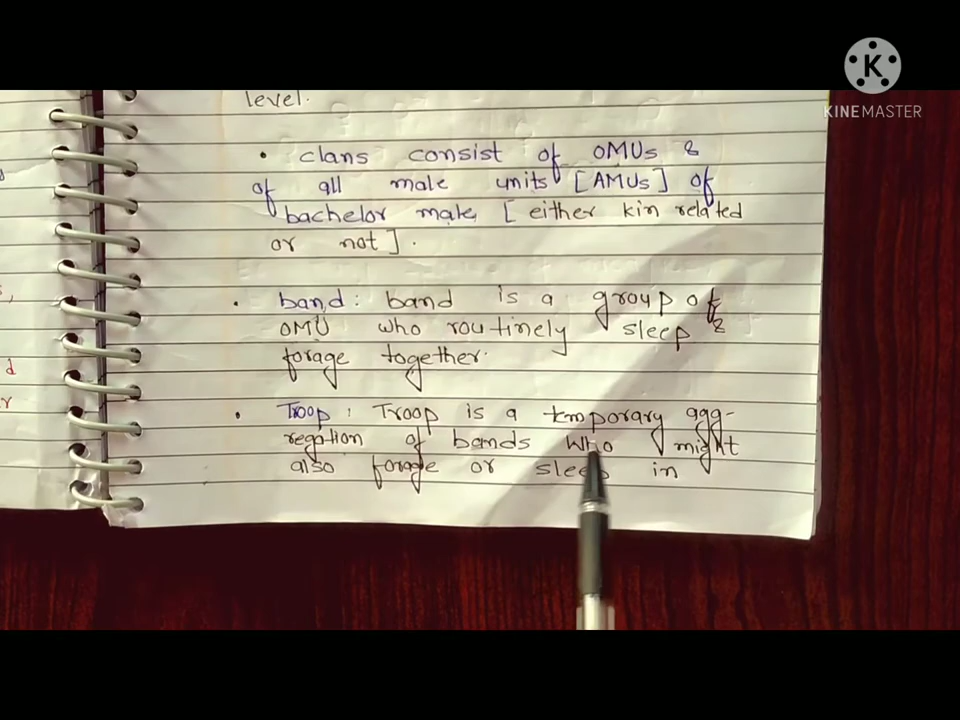 KINEMASTER
level.
• clans consist of OMUs &
of all male units [AMUs] of
bachelor male [either kin related
or not].
• band: band is a group of
OMU who routinely sleep &
forage together.
• Troop: Troop is a temporary agg-
regation of bands who might
also forage or sleep in
d